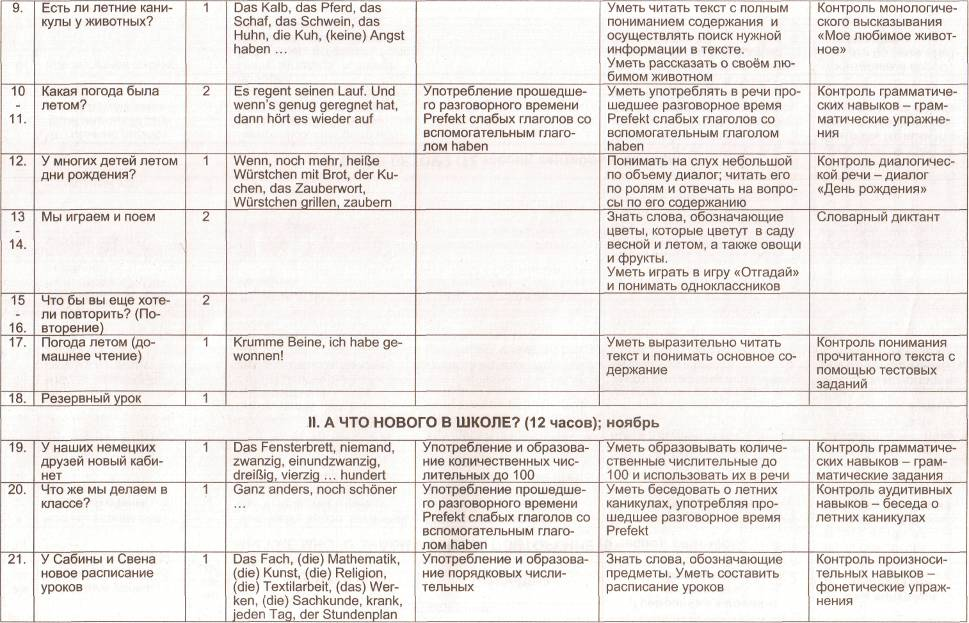 9. Есть ли летние кани-
кулы у животных?
1
Das Kalb, das Pferd, das
Schaf, das Schwein, das
Huhn, die Kuh, (keine) Angst
haben …
Уметь читать текст с полным
пониманием содержания и
осуществлять поиск нужной
информации в тексте.
Уметь рассказать о своём лю-
бимом животном
Контроль монологиче-
ского высказывания
«Мое любимое живот-
ное»
10
-
11.
Какая погода была
летом?
2
Es regent seinen Lauf. Und
wenn's genug geregnet hat,
dann hört es wieder auf
Употребление прошедше-
го разговорного времени
Prefekt слабых глаголов со
вспомогательным глаго-
лом haben
Уметь употреблять в речи про-
шедшее разговорное время
Prefekt слабых глаголов со
вспомогательным глаголом
haben
Контроль грамматиче-
ских навыков – грам-
матические упражне-
ния
12. У многих детей летом
дни рождения?
1
Wenn, noch mehr, heiße
Würstchen mit Brot, der Ku-
chen, das Zauberwort,
Würstchen grillen, zaubern
Понимать на слух небольшой
по объему диалог; читать его
по ролям и отвечать на вопро-
сы по его содержанию
Контроль диалогичес-
кой речи – диалог
«День рождения»
13
-
14.
Мы играем и поем
2
Знать слова, обозначающие
цветы, которые цветут в саду
весной и летом, а также овощи
и фрукты.
Уметь играть в игру «Отгадай»
и понимать одноклассников
Словарный диктант
15
-
16.
Что бы вы еще хоте-
ли повторить? (По-
вторение)
2
17. Погода летом (до-
машнее чтение)
1
Krumme Beine, ich habe ge-
wonnen!
Уметь выразительно читать
текст и понимать основное со-
держание
Контроль понимания
прочитанного текста с
помощью тестовых
заданий
18. Резервный урок
1
II. А ЧТО НОВОГО В ШКОЛЕ? (12 часов); ноябрь
19. У наших немецких
друзей новый каби-
нет
1
Das Fensterbrett, niemand,
zwanzig, einundzwanzig,
dreißig, vierzig … hundert
Употребление и образова-
ние количественных чис-
лительных до 100
Уметь образовывать количе-
ственные числительные до
100 и использовать их в речи
Контроль грамматиче-
ских навыков – грам-
матические задания
20. Что же мы делаем в
классе?
1
Ganz anders, noch schöner
…
Употребление прошедше-
го разговорного времени
Prefekt слабых глаголов со
вспомогательным глаго-
лом haben
Уметь беседовать о летних
каникулах, употребляя про-
шедшее разговорное время
Prefekt
Контроль аудитивных
навыков – беседа о
летних каникулах
21. У Сабины и Свена
новое расписание
уроков
1
Das Fach, (die) Mathematik,
(die) Kunst, (die) Religion,
(die) Textilarbeit, (das) Wer-
ken, (die) Sachkunde, krank,
jeden Tag, der Stundenplan
Употребление и образова-
ние порядковых числи-
тельных
Знать слова, обозначающие
предметы. Уметь составить
расписание уроков
Контроль произноси-
тельных навыков –
фонетические упраж-
нения